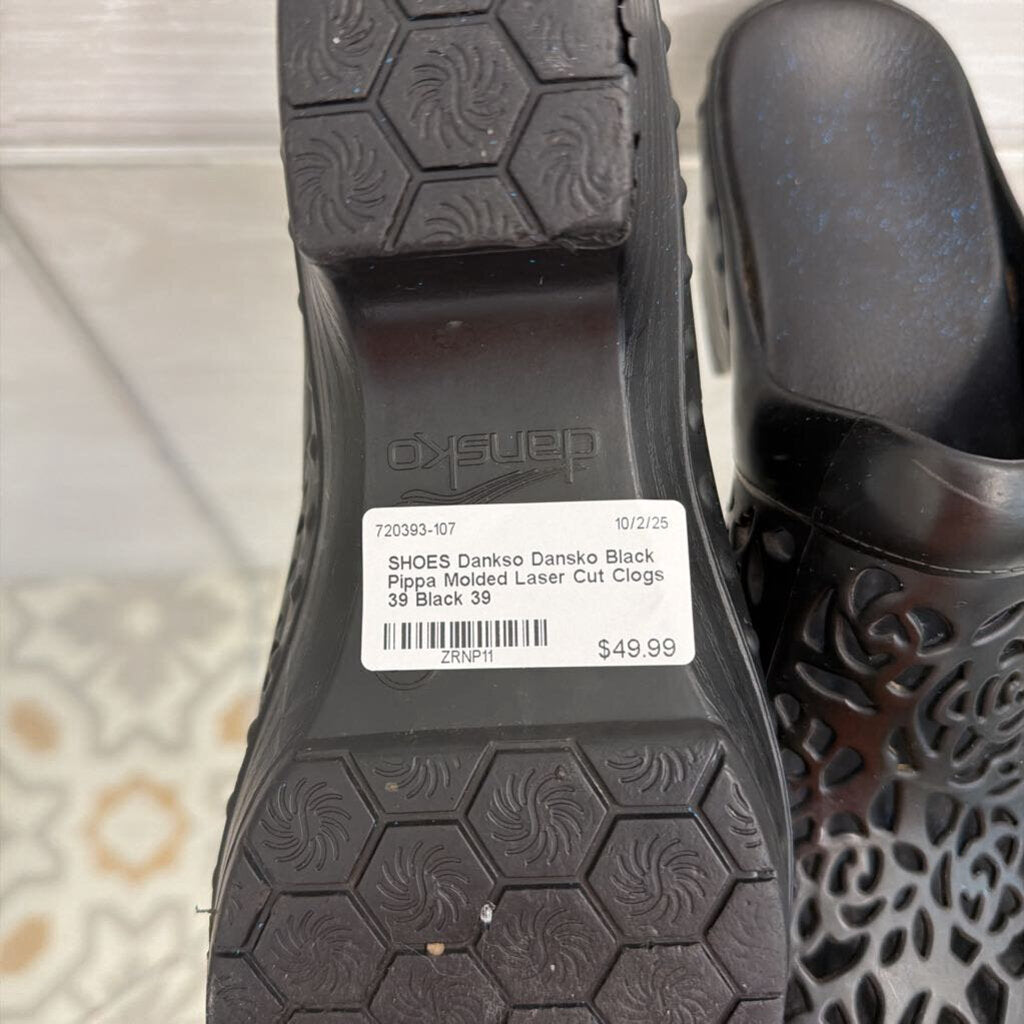 dansko
720393-107 10/2/25
SHOES Dankso Dansko Black
Pippa Molded Laser Cut Clogs
39 Black 39
ZRNP11 $49.99